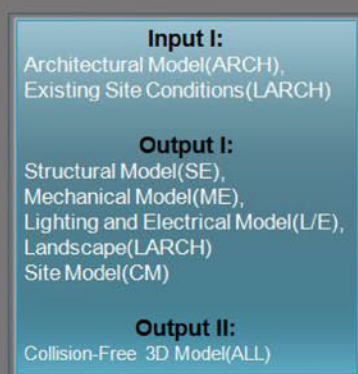 Input I:
Architectural Model(ARCH),
Existing Site Conditions(LARCH)
Output I:
Structural Model(SE),
Mechanical Model(ME),
Lighting and Electrical Model(L/E),
Landscape(LARCH)
Site Model(CM)
Output II:
Collision-Free 3D Model(ALL)